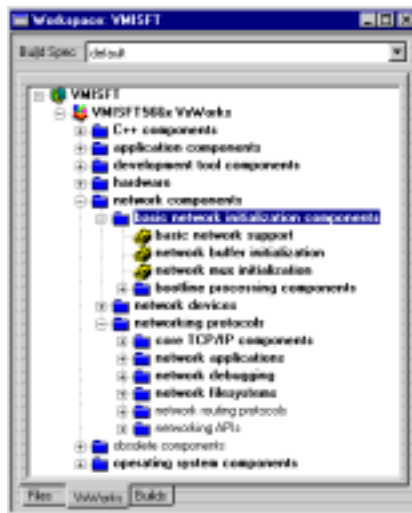 Workspace: VMISFT
Build Spec: default
VMISFT
VMISFT566x VxWorks
C++ components
application components
development tool components
hardware
network components
basic network initialization components
basic network support
network buffer initialization
network mux initialization
bootline processing components
network devices
networking protocols
core TCP/IP components
network applications
network debugging
network filesystems
network routing protocols
networking APIs
obsolete components
operating system components
Files VxWorks Builds